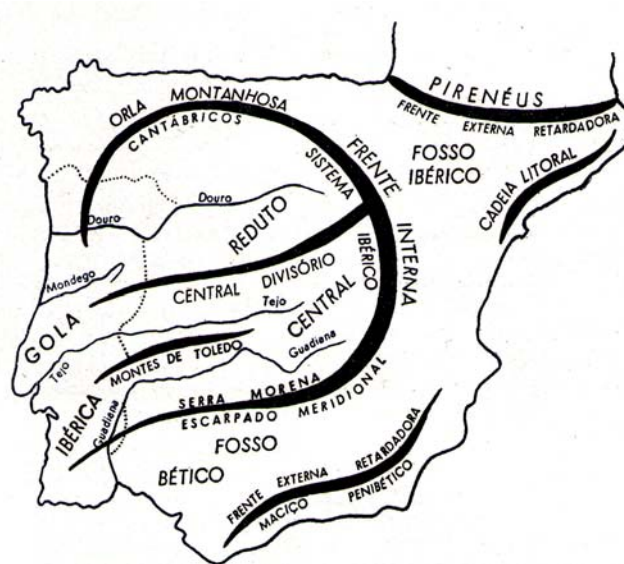 PIRENÉUS
FRENTE EXTERNA RETARDADORA
ORLA MONTANHOSA
CANTÁBRICOS
FOSSO
IBÉRICO
CADEIA LITORAL
SISTEMA
IBÉRICO
FRENTE
INTERNA
Douro
Douro
REDUTO
CENTRAL
Mondego
CENTRAL DIVISÓRIO
Tejo
GOLA
IBÉRICA
Tejo
MONTES DE TOLEDO
Guadiana
Guadiana
SERRA MORENA
ESCARPADO MERIDIONAL
FOSSO
BÉTICO
FRENTE EXTERNA RETARDADORA
MACIÇO PENIBÉTICO